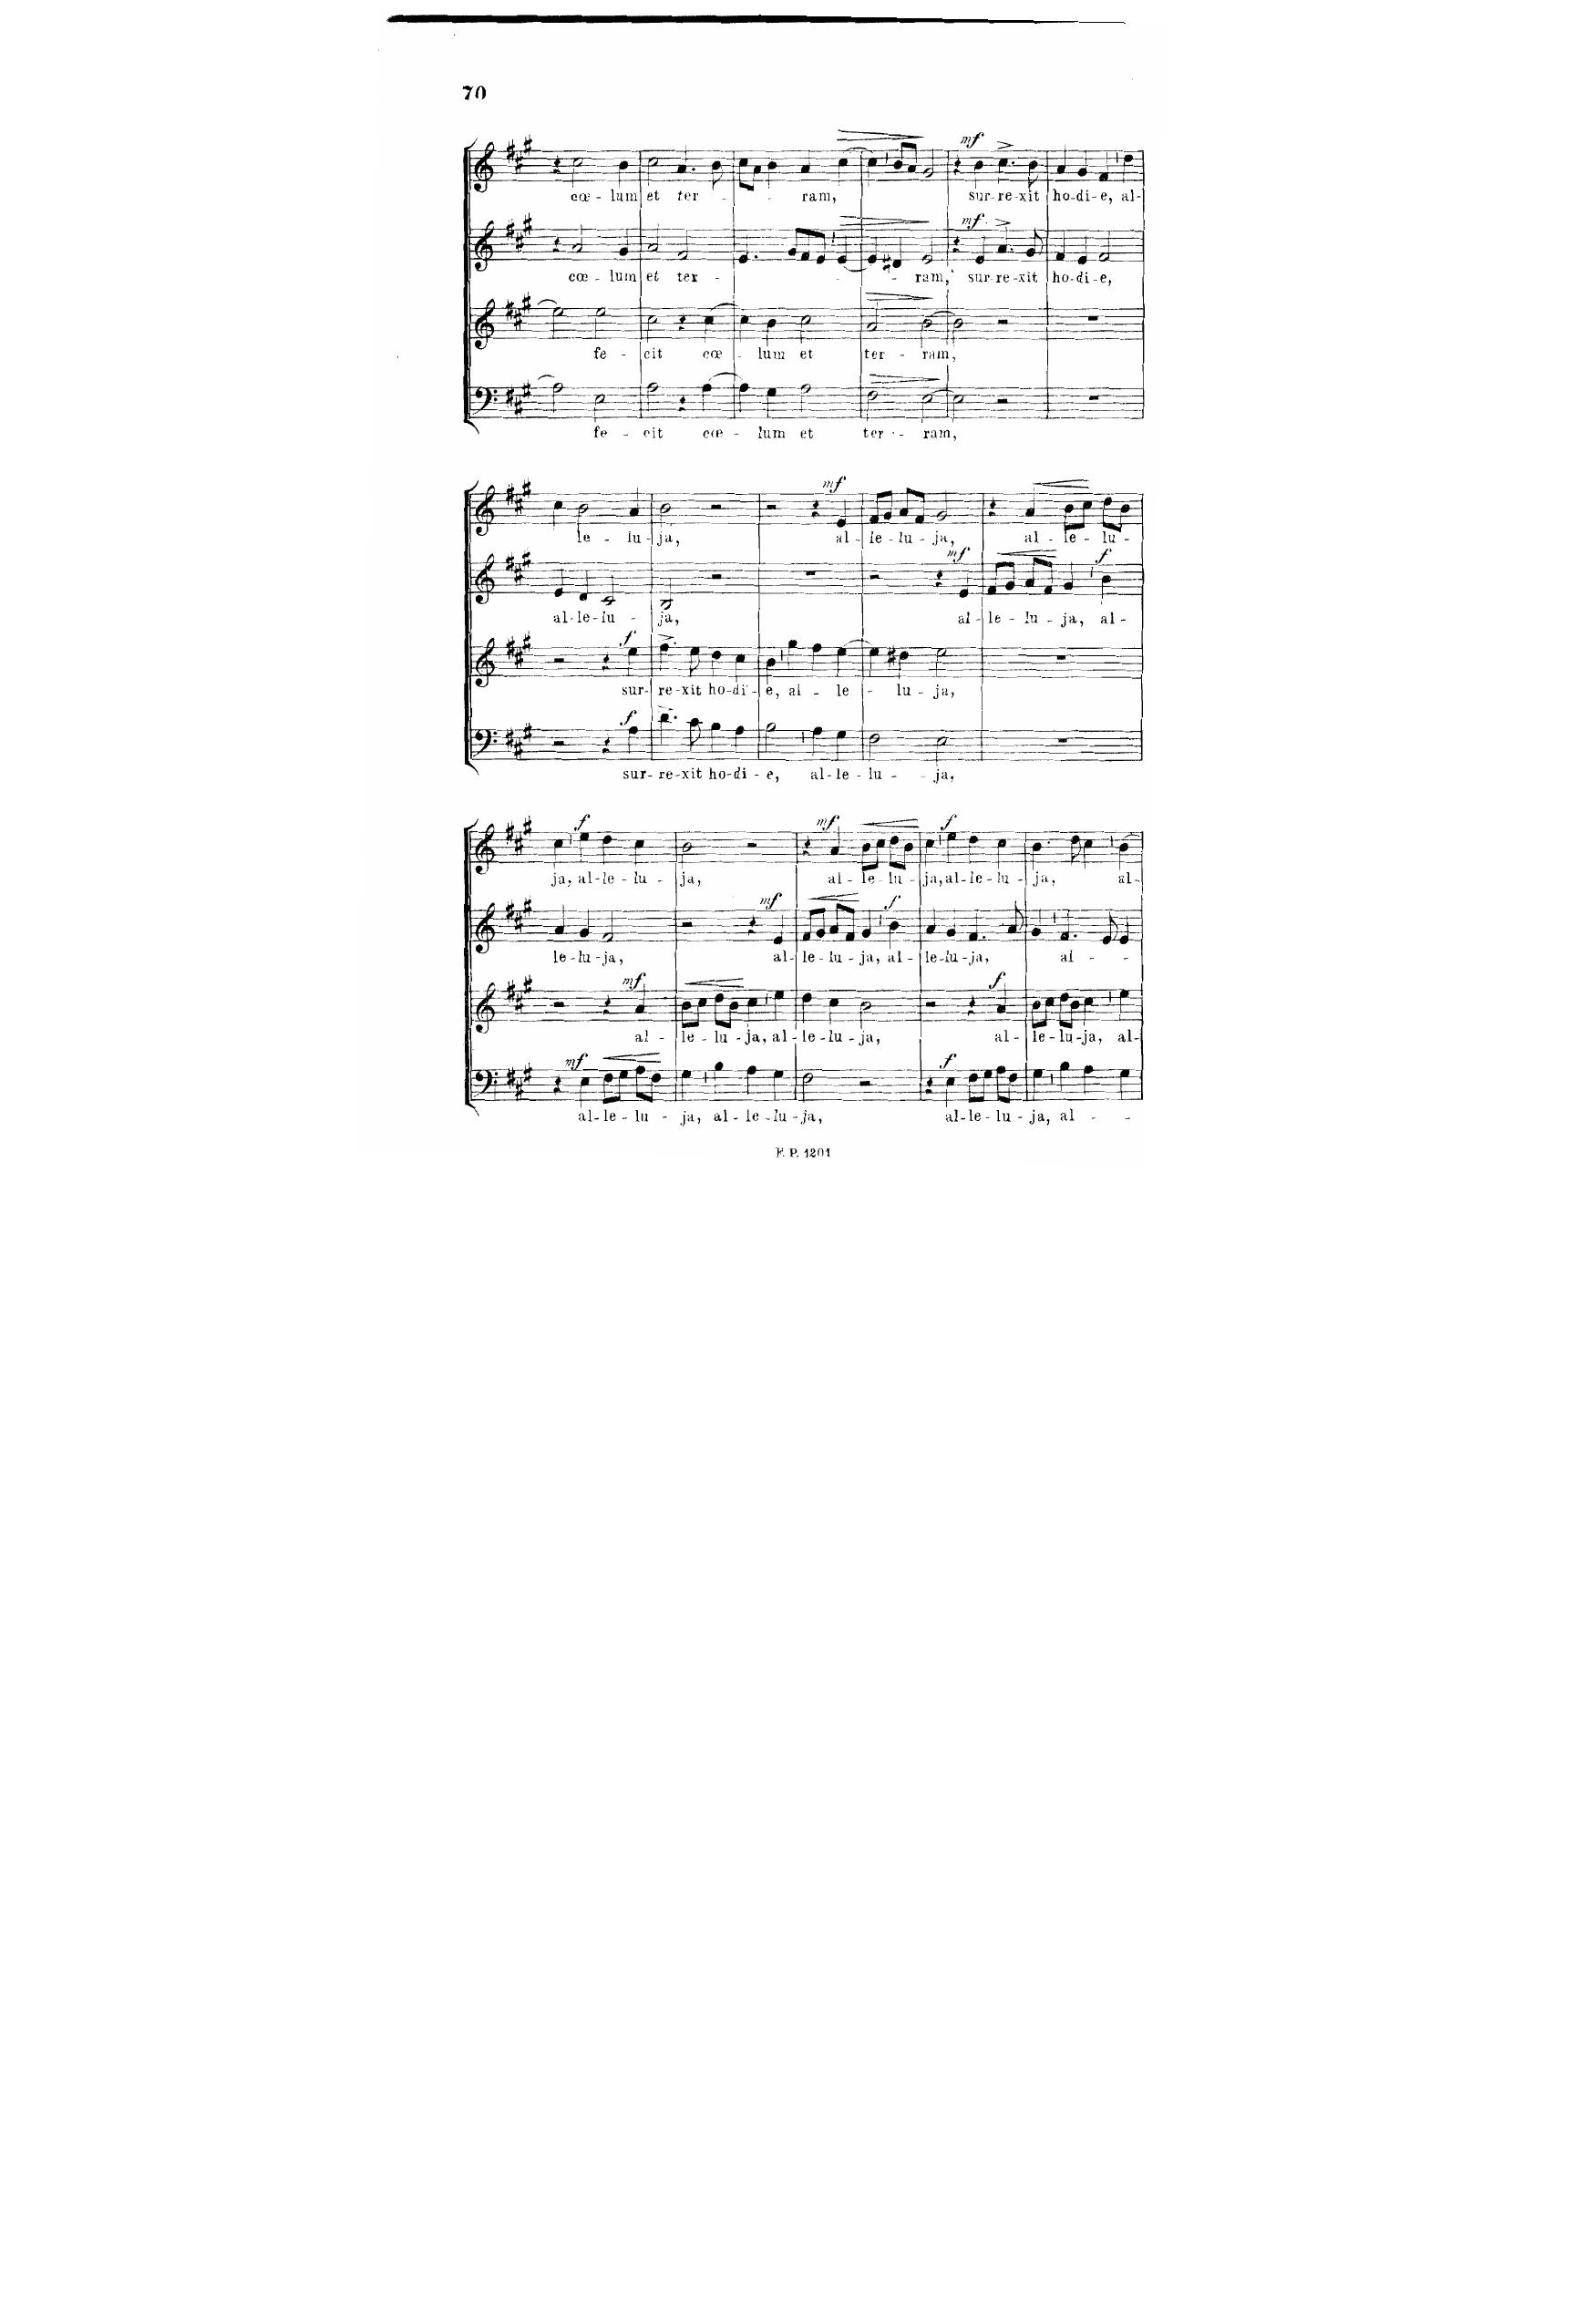 70
mf
cœ - lum et ter - - - ram, sur-re-xit ho-di-e, al-
mf
cœ - lum et ter - - - - ram, sur-re-xit ho-di-e,
fe - cit cœ - lum et ter - ram,
fe - cit cœ - lum et ter - ram,
mf
le - lu-ja, al-le-lu-ja, al-le-lu-
mf f
al-le-lu - ja, al-le-lu-ja, al-
f
sur-re-xit ho-di-e, al-le - lu-ja,
f
sur-re-xit ho-di-e, al-le-lu - ja,
f mf f
ja, al-le-lu-ja, al-le-lu-ja, al-le-lu-ja, al-
mf f
le-lu-ja, al-le-lu-ja, al-le-lu-ja, al - -
mf f
al-le-lu-ja, al-le-lu-ja, al-le-lu-ja, al-
mf f
al-le-lu-ja, al-le-lu-ja, al-le-lu-ja, al - -
F. P. 1201